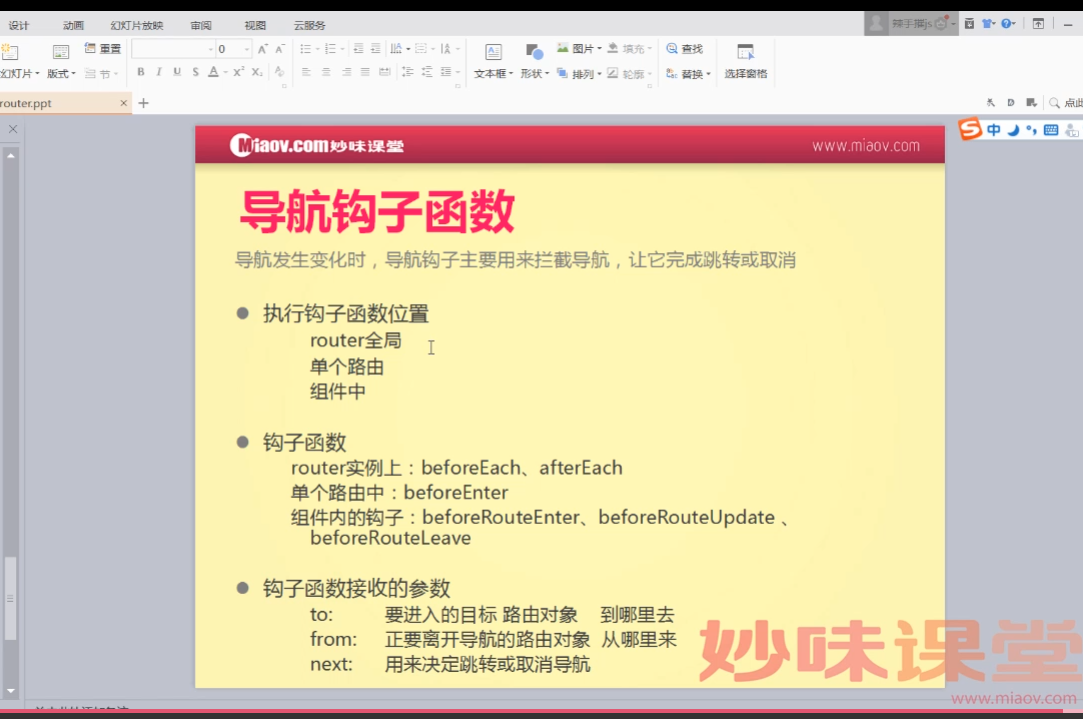 设计 动画 幻灯片放映 审阅 视图 云服务
重置 0 A+ A- 文本框 形状 图片 填充 查找
幻灯片 版式 节 B I U S A X² X₂ 排列 轮廓 替换 选择窗格
router.ppt × +
中
Miaov.com妙味课堂 www.miaov.com
导航钩子函数
导航发生变化时，导航钩子主要用来拦截导航，让它完成跳转或取消
执行钩子函数位置
router全局
单个路由
组件中
钩子函数
router实例上：beforeEach、afterEach
单个路由中：beforeEnter
组件内的钩子：beforeRouteEnter、beforeRouteUpdate 、
beforeRouteLeave
钩子函数接收的参数
to: 要进入的目标 路由对象 到哪里去
from: 正要离开导航的路由对象 从哪里来
next: 用来决定跳转或取消导航
妙味课堂
www.miaov.com